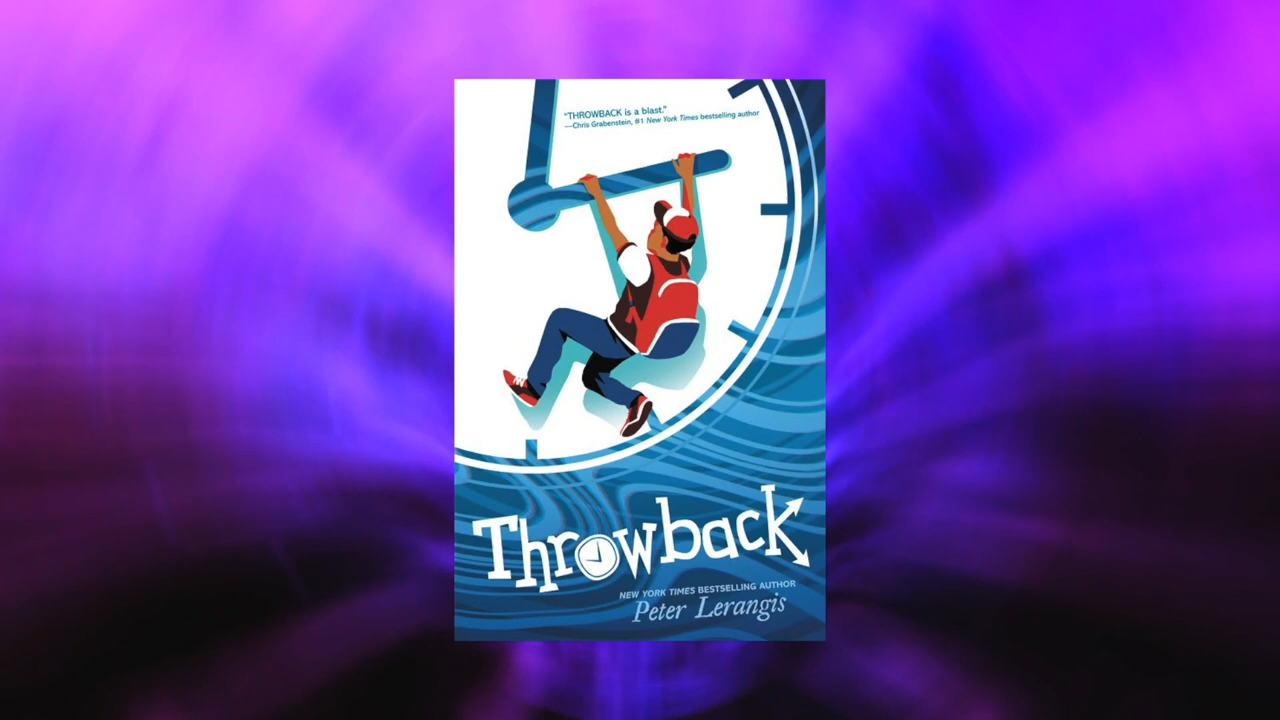 "THROWBACK is a blast."
—Chris Grabenstein, #1 New York Times bestselling author
Throwback
NEW YORK TIMES BESTSELLING AUTHOR
Peter Lerangis